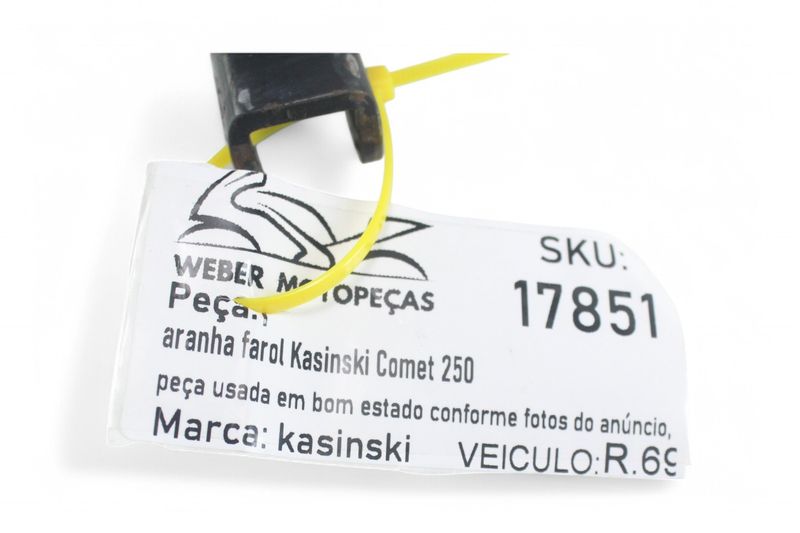 WEBER MOTOPEÇAS
SKU:
17851
Peça:
aranha farol Kasinski Comet 250
peça usada em bom estado conforme fotos do anúncio,
Marca: kasinski
VEICULO: R.69